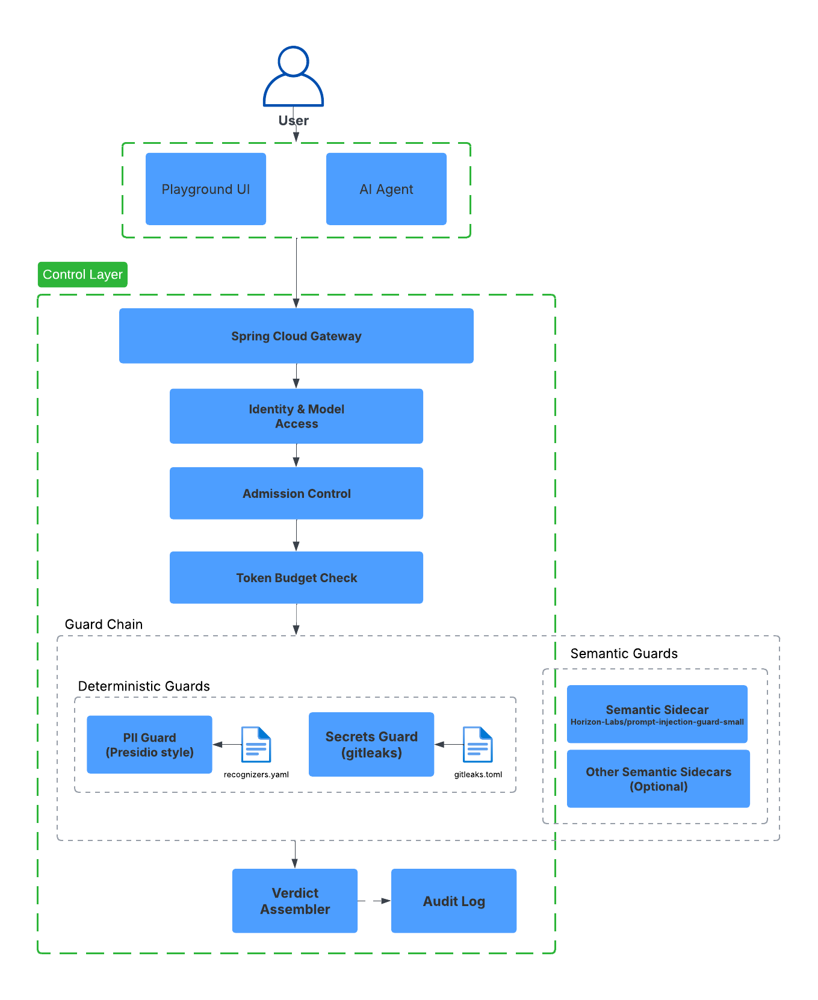 User
Playground UI
AI Agent
Control Layer
Spring Cloud Gateway
Identity & Model
Access
Admission Control
Token Budget Check
Guard Chain
Semantic Guards
Deterministic Guards
Semantic Sidecar
Horizon-Labs/prompt-injection-guard-small
PII Guard
(Presidio style)
recognizers.yaml
Secrets Guard
(gitleaks)
gitleaks.toml
Other Semantic Sidecars
(Optional)
Verdict
Assembler
Audit Log